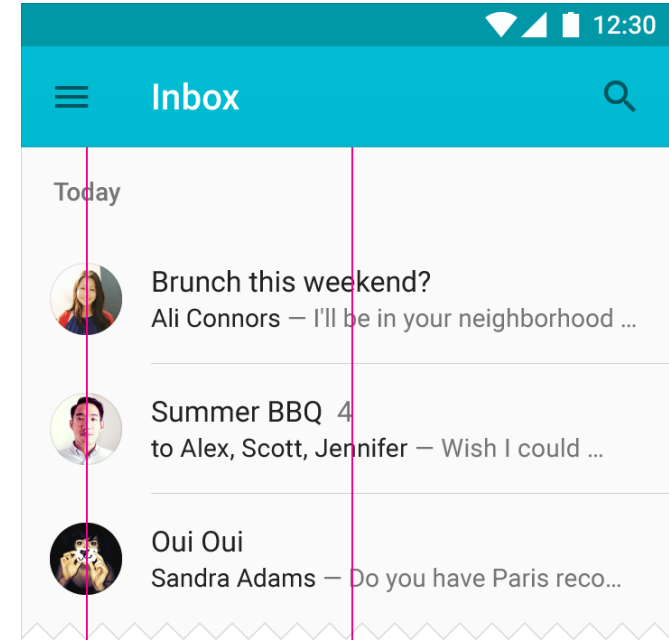 12:30
Inbox
Today
Brunch this weekend?
Ali Connors — I'll be in your neighborhood ...
Summer BBQ 4
to Alex, Scott, Jennifer — Wish I could ...
Oui Oui
Sandra Adams — Do you have Paris reco...